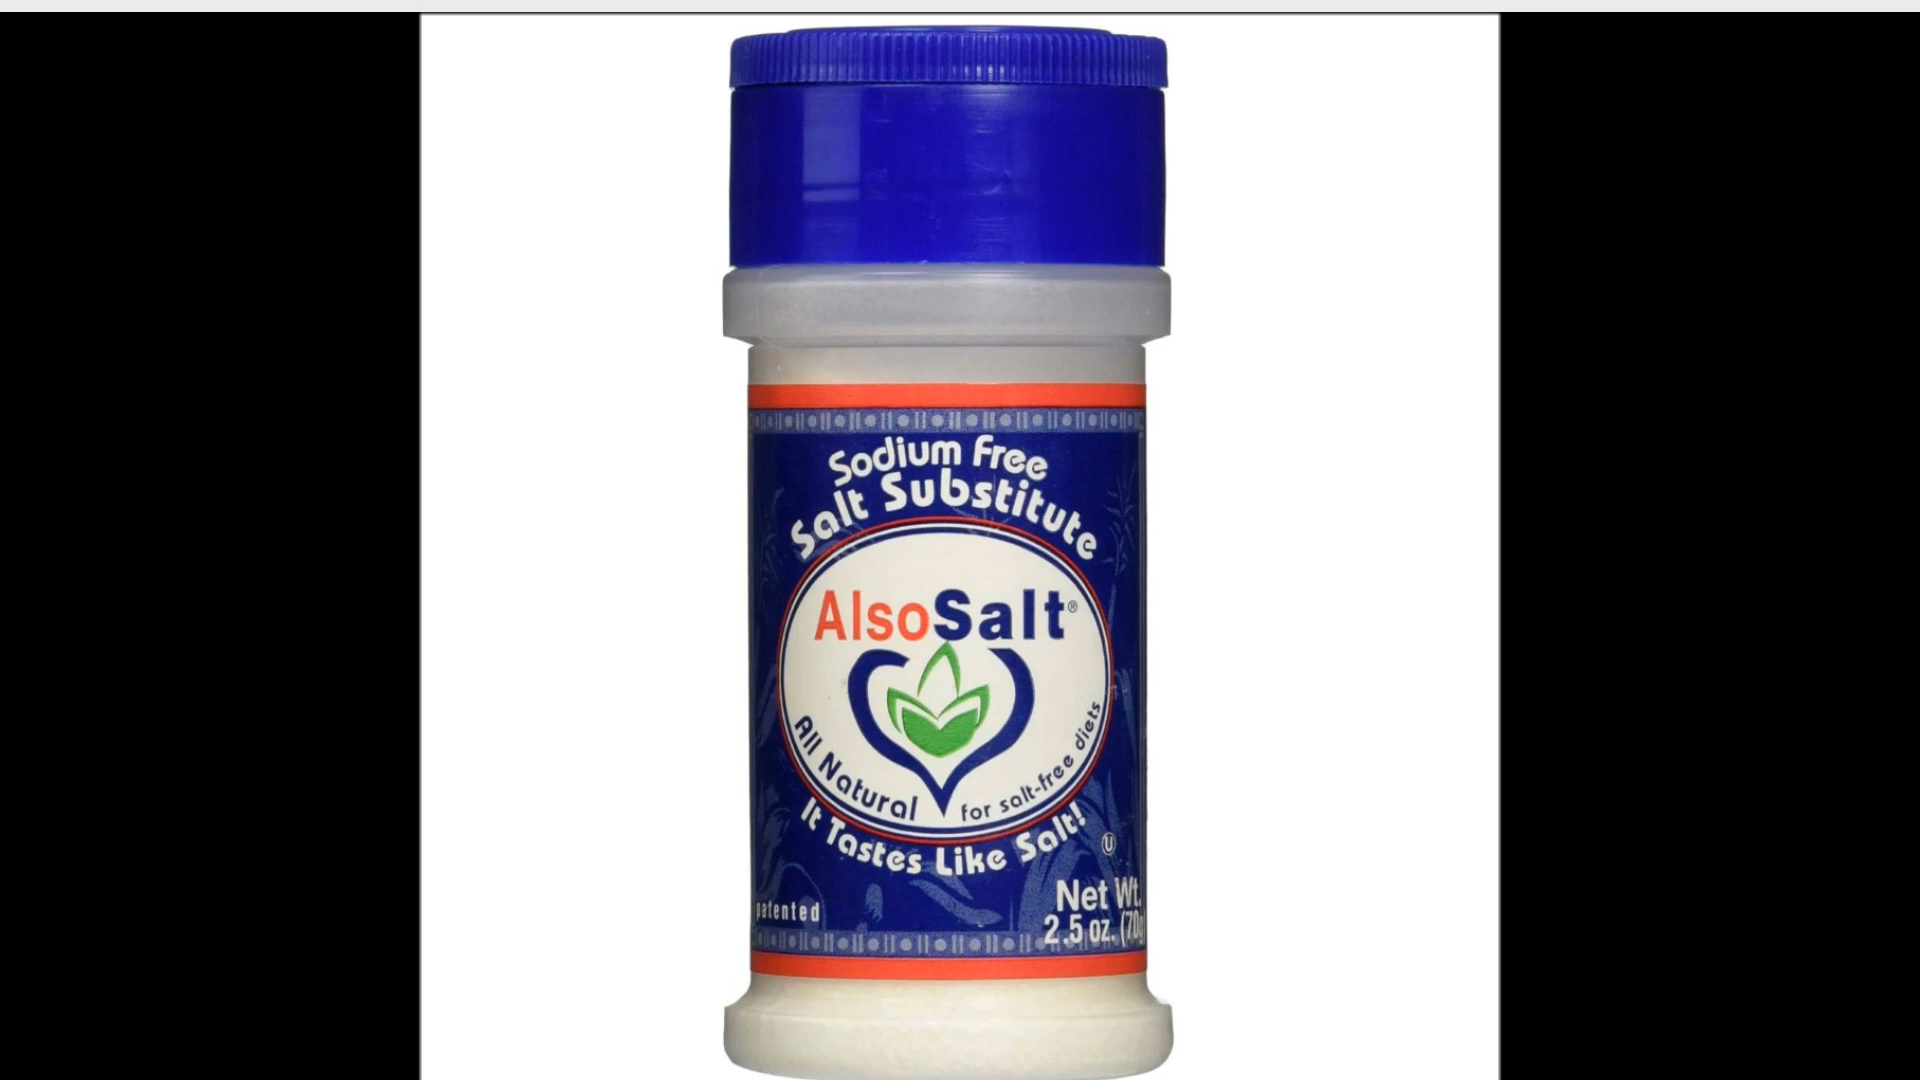 Sodium Free
Salt Substitute
AlsoSalt®
All Natural for salt-free diets
It Tastes Like Salt!
U
patented
Net Wt.
2.5 oz. (70g